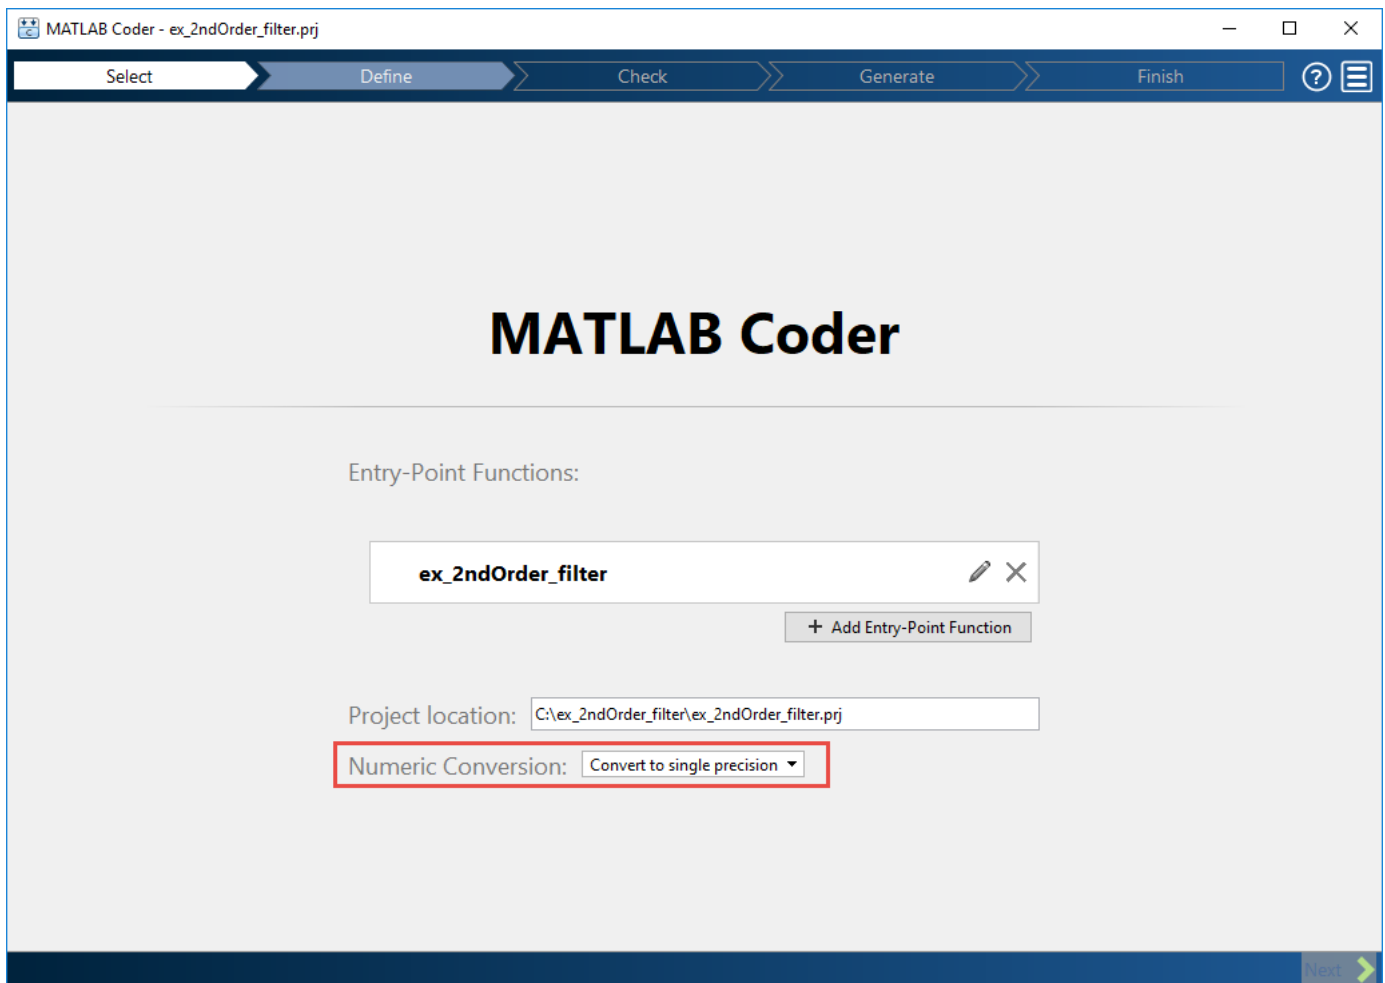 MATLAB Coder - ex_2ndOrder_filter.prj
Select Define Check Generate Finish ?
MATLAB Coder
Entry-Point Functions:
ex_2ndOrder_filter
+ Add Entry-Point Function
Project location: C:\ex_2ndOrder_filter\ex_2ndOrder_filter.prj
Numeric Conversion: Convert to single precision
Next